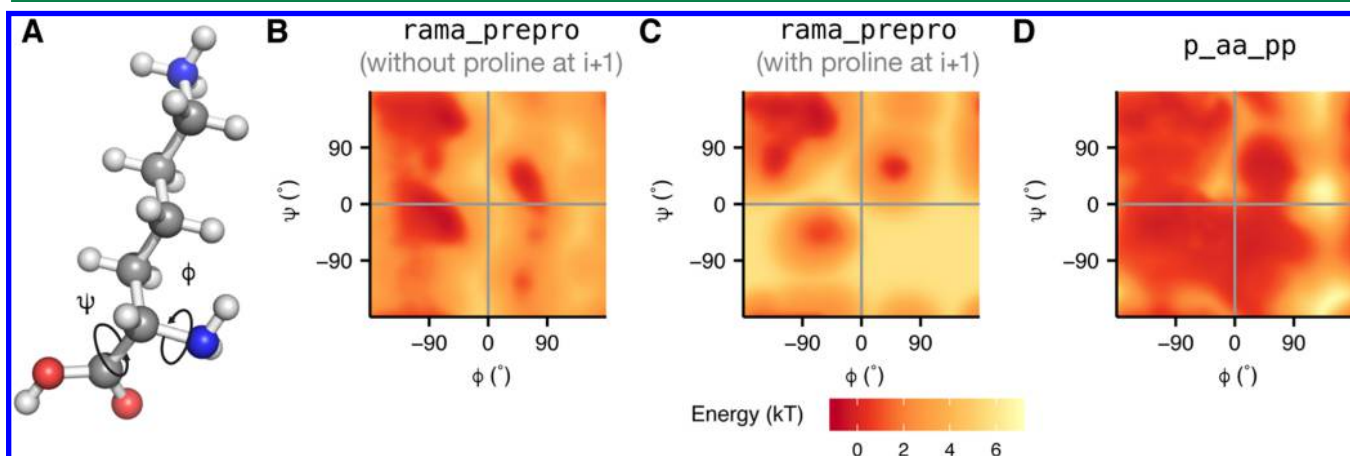 A
ψ
ϕ
B
rama_prepro
(without proline at i+1)
90
0
−90
ψ (°)
−90 0 90
ϕ (°)
C
rama_prepro
(with proline at i+1)
90
0
−90
ψ (°)
−90 0 90
ϕ (°)
D
p_aa_pp
90
0
−90
ψ (°)
−90 0 90
ϕ (°)
Energy (kT)
0 2 4 6